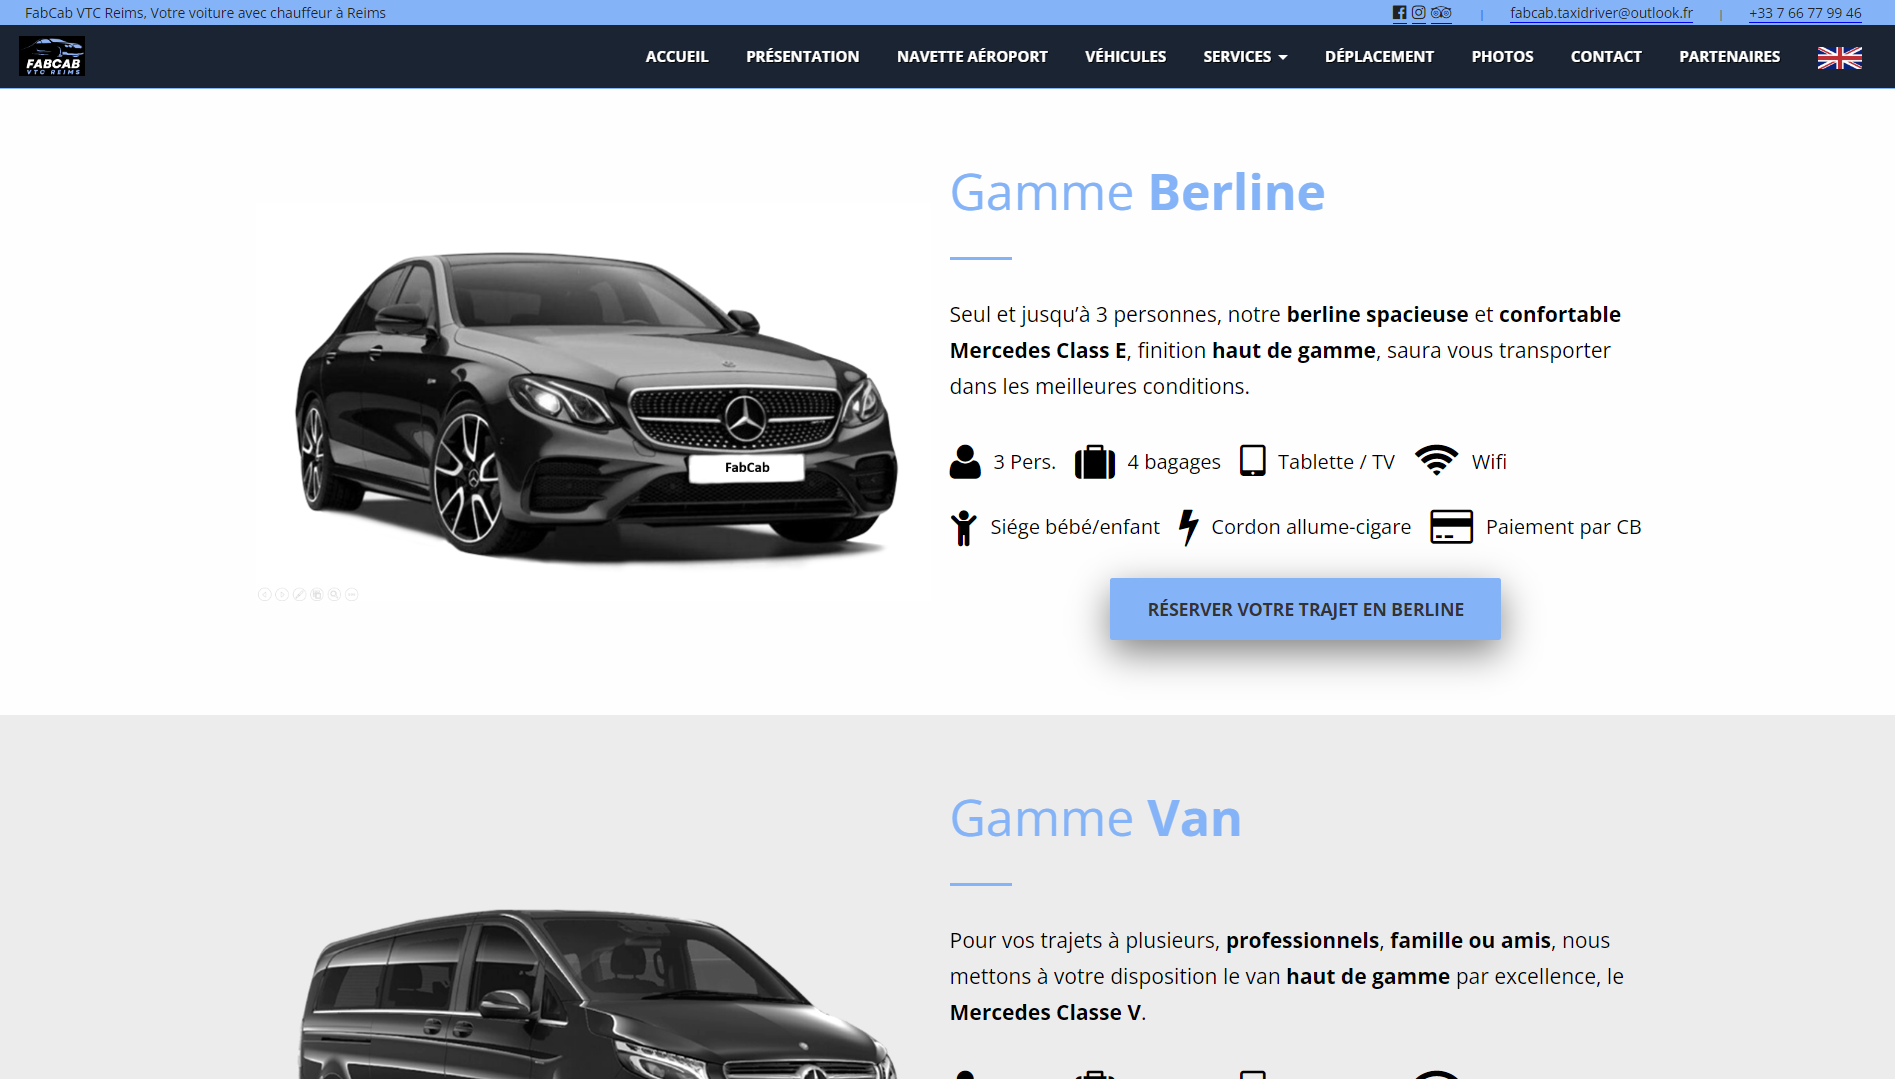 FabCab VTC Reims, Votre voiture avec chauffeur à Reims
fabcab.taxidriver@outlook.fr
+33 7 66 77 99 46
FABCAB
VTC REIMS
ACCUEIL
PRÉSENTATION
NAVETTE AÉROPORT
VÉHICULES
SERVICES
DÉPLACEMENT
PHOTOS
CONTACT
PARTENAIRES
Gamme Berline
Seul et jusqu’à 3 personnes, notre berline spacieuse et confortable
Mercedes Class E, finition haut de gamme, saura vous transporter
dans les meilleures conditions.
FabCab
3 Pers.
4 bagages
Tablette / TV
Wifi
Siége bébé/enfant
Cordon allume-cigare
Paiement par CB
RÉSERVER VOTRE TRAJET EN BERLINE
Gamme Van
Pour vos trajets à plusieurs, professionnels, famille ou amis, nous
mettons à votre disposition le van haut de gamme par excellence, le
Mercedes Classe V.